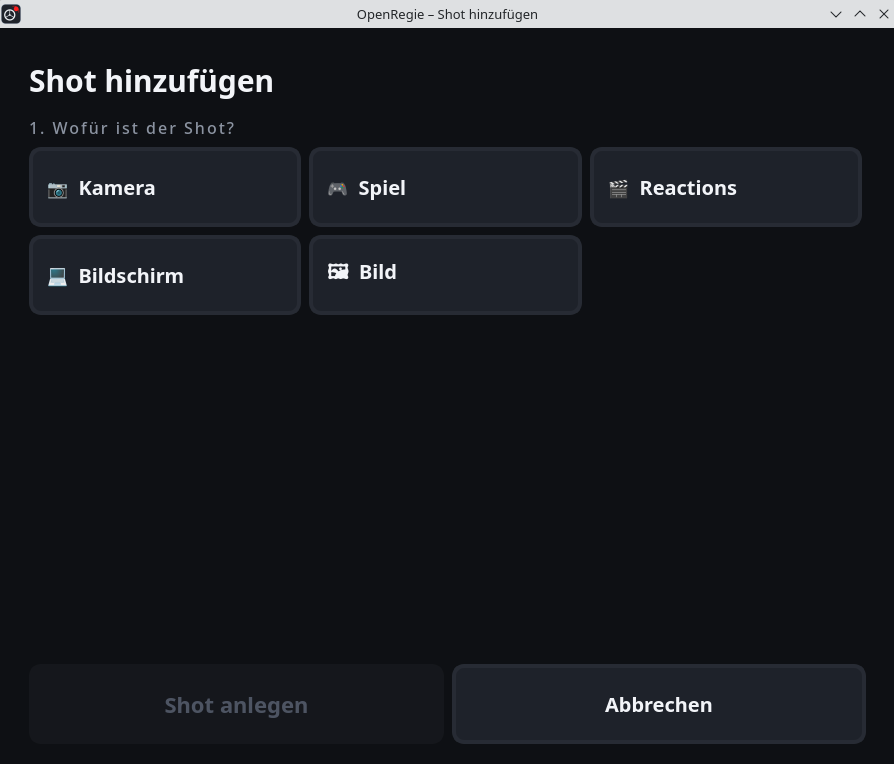 OpenRegie – Shot hinzufügen
Shot hinzufügen
1. Wofür ist der Shot?
📷 Kamera
🎮 Spiel
🎬 Reactions
💻 Bildschirm
🖼 Bild
Shot anlegen
Abbrechen